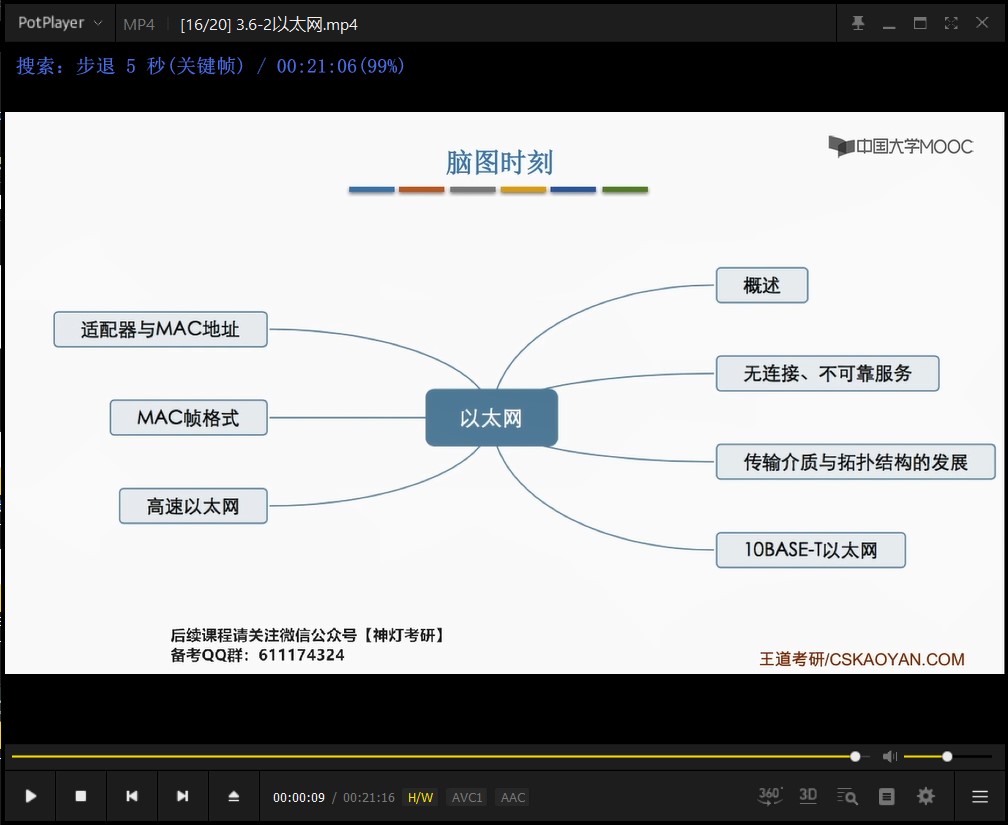 PotPlayer
MP4
[16/20] 3.6-2以太网.mp4
搜索: 步退 5 秒(关键帧) / 00:21:06(99%)
中国大学MOOC
脑图时刻
概述
适配器与MAC地址
无连接、不可靠服务
MAC帧格式
以太网
传输介质与拓扑结构的发展
高速以太网
10BASE-T以太网
后续课程请关注微信公众号【神灯考研】
备考QQ群：611174324
王道考研/CSKAOYAN.COM
00:00:09 / 00:21:16 H/W AVC1 AAC
360° 3D